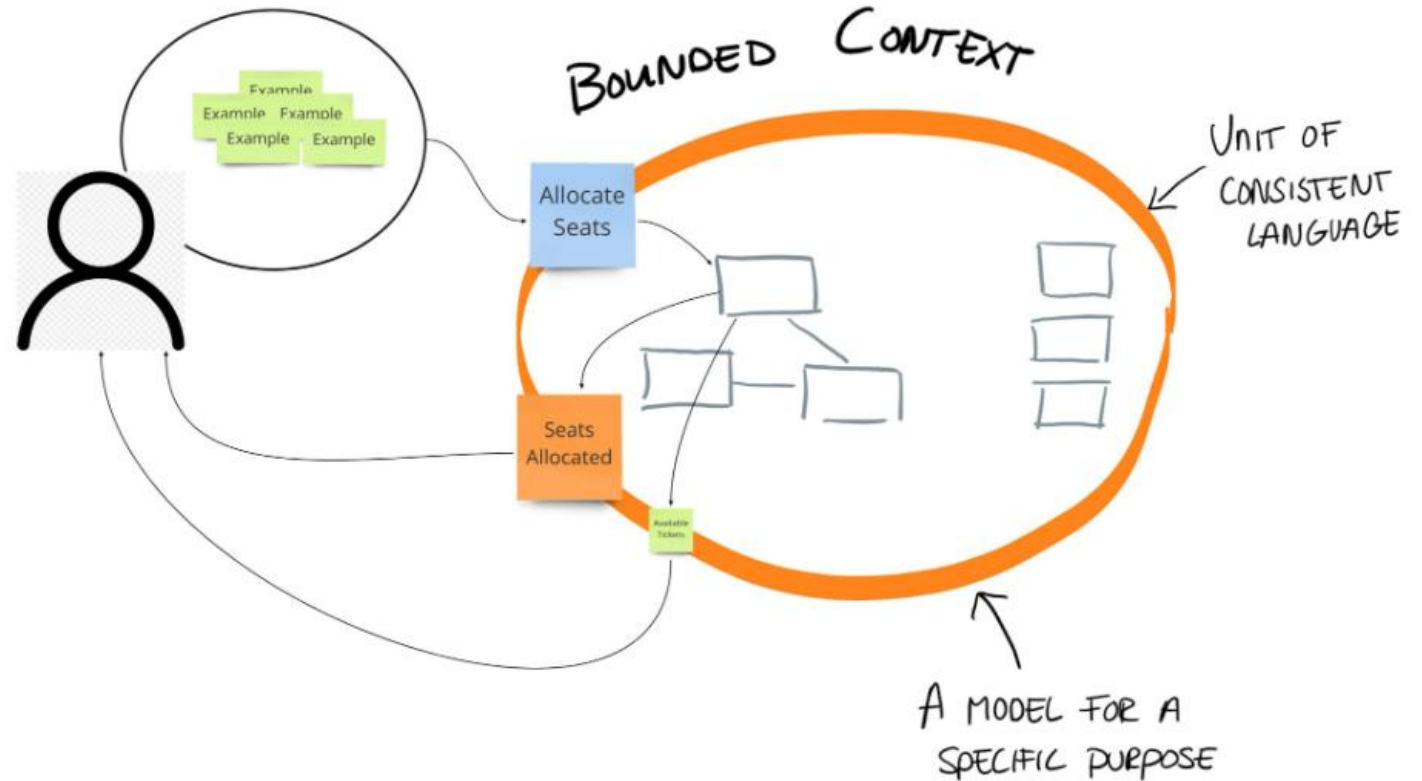 BOUNDED CONTEXT
Example
Example Example
Example Example
Allocate
Seats
UNIT OF
CONSISTENT
LANGUAGE
Seats
Allocated
Available
Tickets
A MODEL FOR A
SPECIFIC PURPOSE